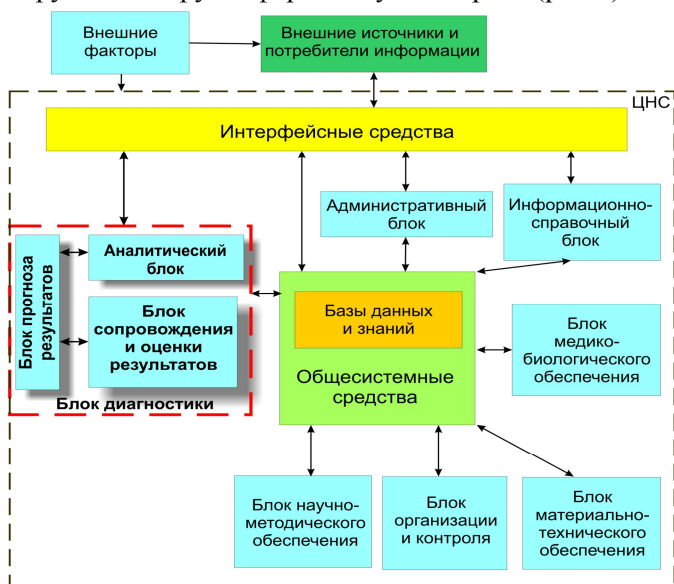 Внешние
факторы
Внешние источники и
потребители информации
ЦНС
Интерфейсные средства
Административный
блок
Информационно-
справочный
блок
Блок прогноза
результатов
Аналитический
блок
Блок
сопровождения
и оценки
результатов
Блок диагностики
Базы данных
и знаний
Общесистемные
средства
Блок
медико-
биологического
обеспечения
Блок научно-
методического
обеспечения
Блок
организации
и контроля
Блок
материально-
технического
обеспечения